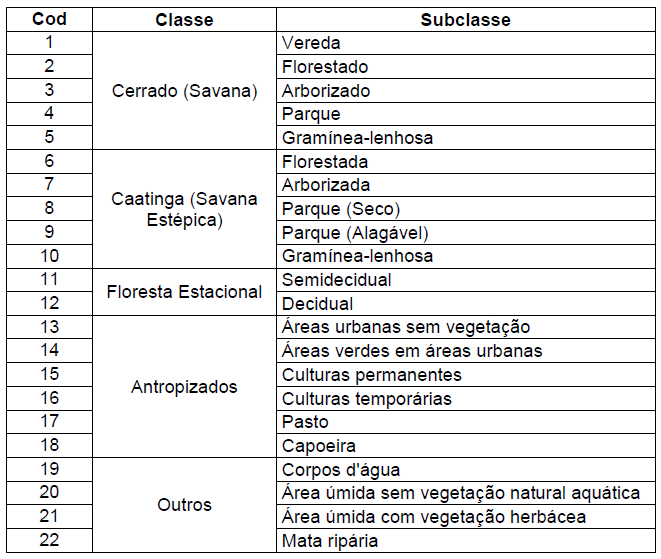 Cod Classe Subclasse
1 Cerrado (Savana) Vereda
2 Florestado
3 Arborizado
4 Parque
5 Gramínea-lenhosa
6 Caatinga (Savana Estépica) Florestada
7 Arborizada
8 Parque (Seco)
9 Parque (Alagável)
10 Gramínea-lenhosa
11 Floresta Estacional Semidecidual
12 Decidual
13 Antropizados Áreas urbanas sem vegetação
14 Áreas verdes em áreas urbanas
15 Culturas permanentes
16 Culturas temporárias
17 Pasto
18 Capoeira
19 Outros Corpos d'água
20 Área úmida sem vegetação natural aquática
21 Área úmida com vegetação herbácea
22 Mata ripária